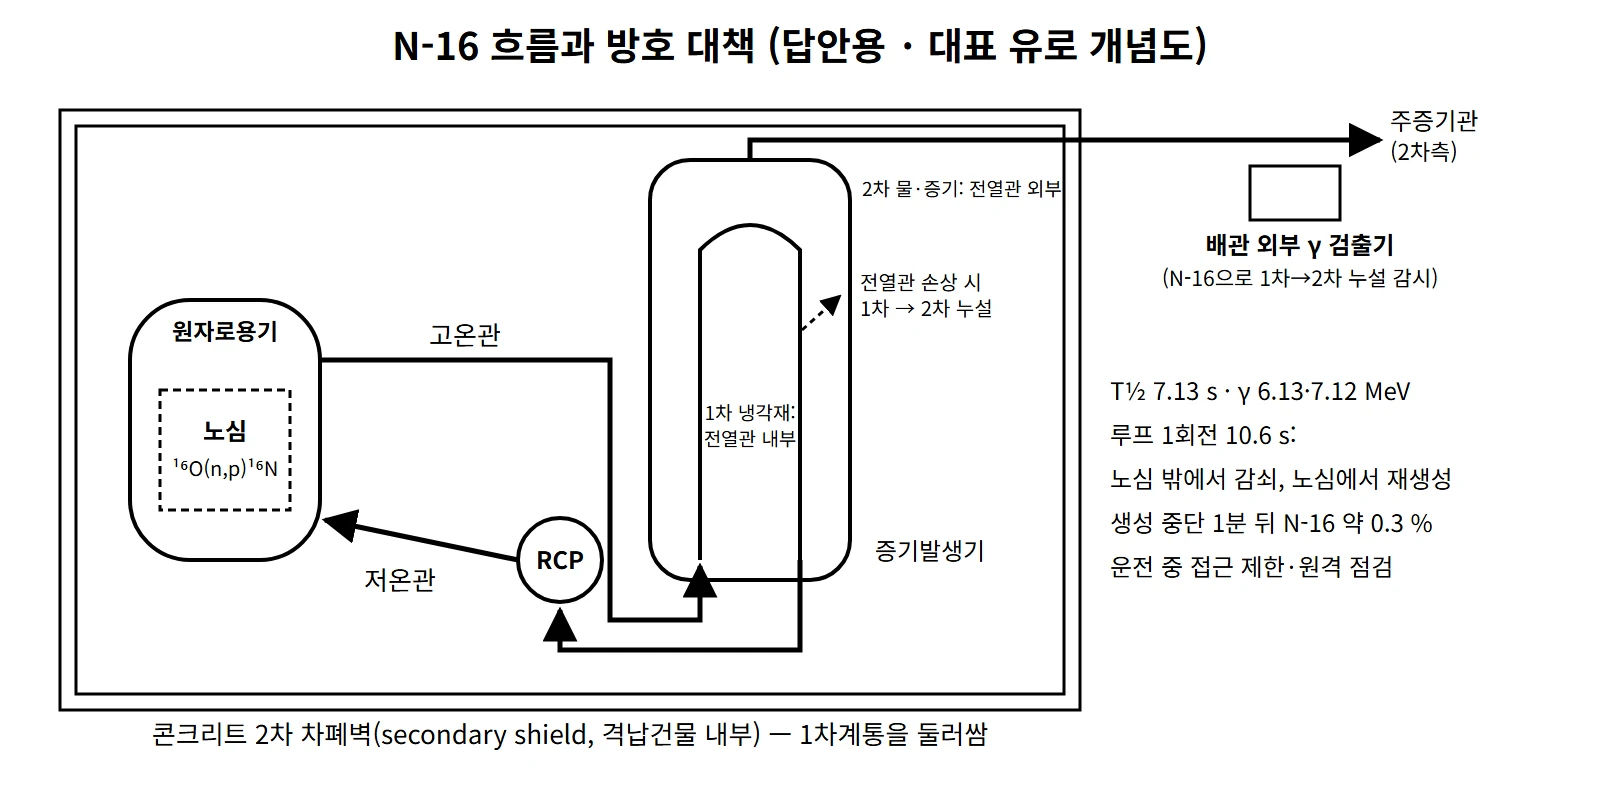 N-16 흐름과 방호 대책 (답안용 · 대표 유로 개념도)
주증기관
(2차측)
2차 물·증기: 전열관 외부
배관 외부 γ 검출기
(N-16으로 1차→2차 누설 감시)
전열관 손상 시
1차 → 2차 누설
원자로용기
고온관
노심
¹⁶O(n,p)¹⁶N
1차 냉각재:
전열관 내부
T½ 7.13 s · γ 6.13·7.12 MeV
루프 1회전 10.6 s:
노심 밖에서 감쇠, 노심에서 재생성
생성 중단 1분 뒤 N-16 약 0.3 %
운전 중 접근 제한·원격 점검
RCP
저온관
증기발생기
콘크리트 2차 차폐벽(secondary shield, 격납건물 내부) — 1차계통을 둘러쌈